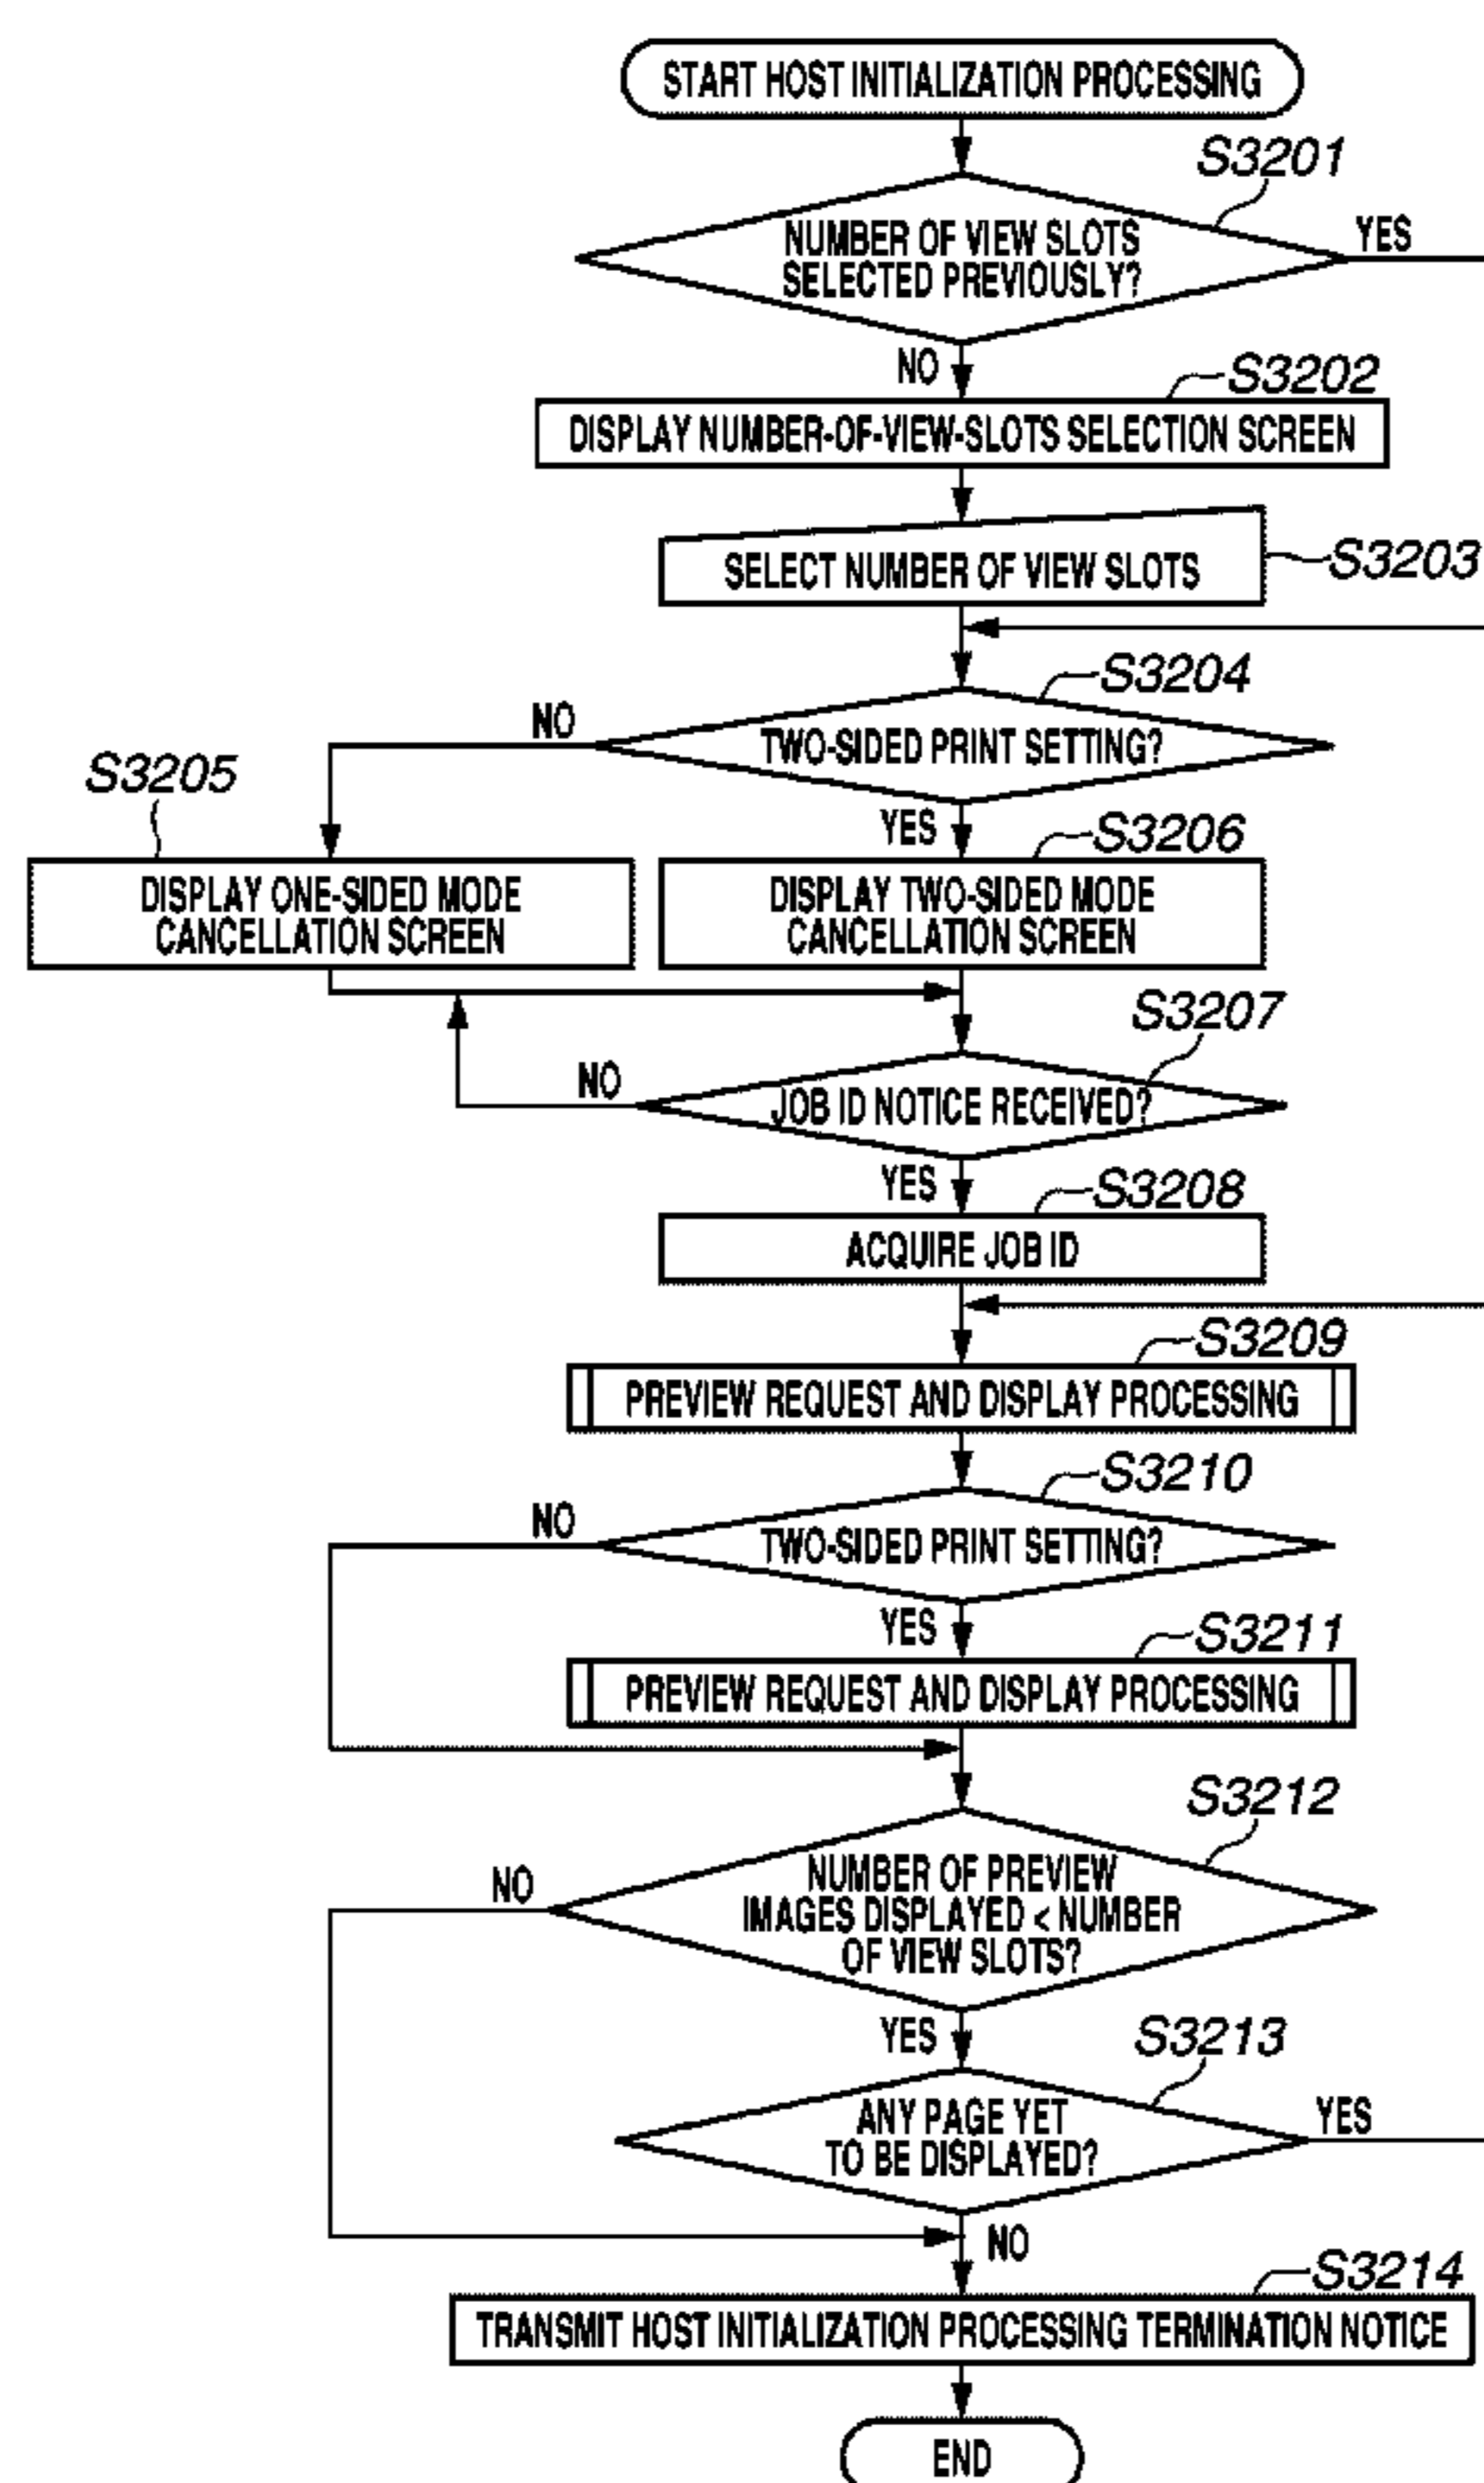 START HOST INITIALIZATION PROCESSING
S3201
NUMBER OF VIEW SLOTS
SELECTED PREVIOUSLY?
YES
NO
S3202
DISPLAY NUMBER-OF-VIEW-SLOTS SELECTION SCREEN
SELECT NUMBER OF VIEW SLOTS
S3203
S3204
NO
TWO-SIDED PRINT SETTING?
S3205
YES
S3206
DISPLAY ONE-SIDED MODE
CANCELLATION SCREEN
DISPLAY TWO-SIDED MODE
CANCELLATION SCREEN
S3207
NO
JOB ID NOTICE RECEIVED?
YES
S3208
ACQUIRE JOB ID
S3209
PREVIEW REQUEST AND DISPLAY PROCESSING
S3210
NO
TWO-SIDED PRINT SETTING?
YES
S3211
PREVIEW REQUEST AND DISPLAY PROCESSING
S3212
NO
NUMBER OF PREVIEW
IMAGES DISPLAYED < NUMBER
OF VIEW SLOTS?
YES
S3213
ANY PAGE YET
TO BE DISPLAYED?
YES
NO
S3214
TRANSMIT HOST INITIALIZATION PROCESSING TERMINATION NOTICE
END